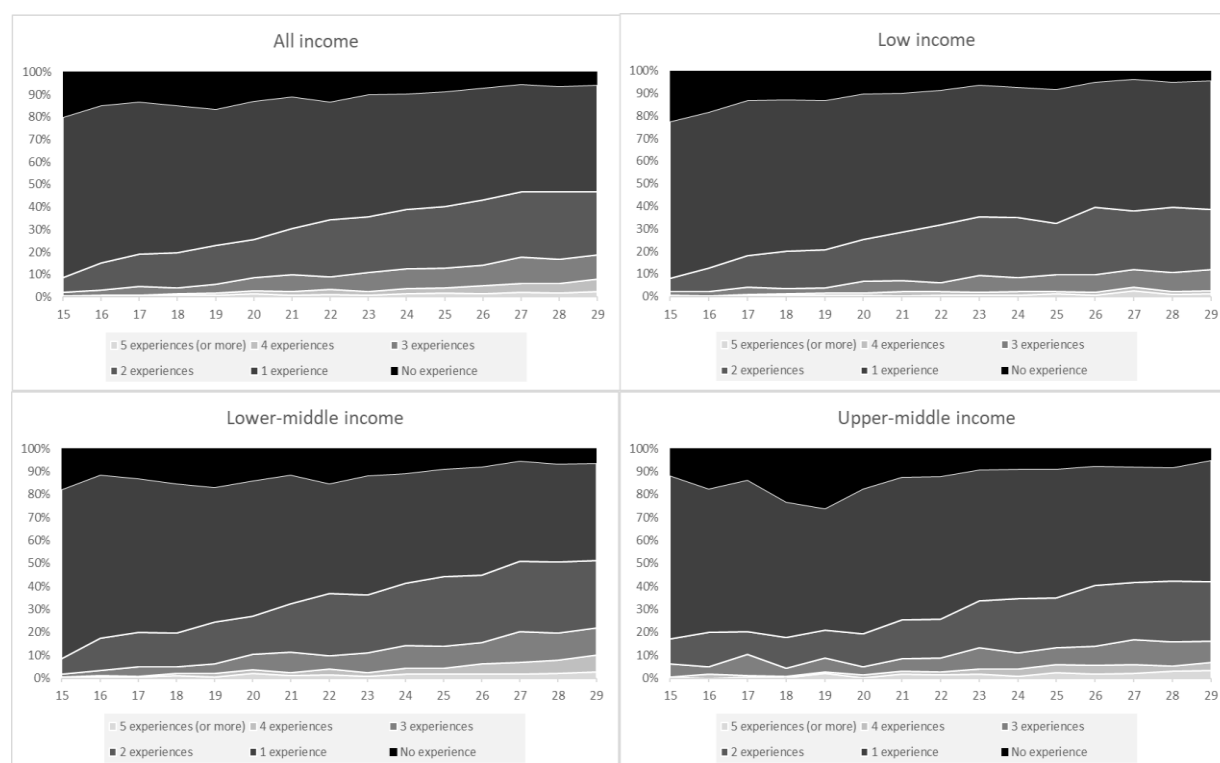 All income
100%
90%
80%
70%
60%
50%
40%
30%
20%
10%
0%
15 16 17 18 19 20 21 22 23 24 25 26 27 28 29
5 experiences (or more) 4 experiences 3 experiences
2 experiences 1 experience No experience
Low income
100%
90%
80%
70%
60%
50%
40%
30%
20%
10%
0%
15 16 17 18 19 20 21 22 23 24 25 26 27 28 29
5 experiences (or more) 4 experiences 3 experiences
2 experiences 1 experience No experience
Lower-middle income
100%
90%
80%
70%
60%
50%
40%
30%
20%
10%
0%
15 16 17 18 19 20 21 22 23 24 25 26 27 28 29
5 experiences (or more) 4 experiences 3 experiences
2 experiences 1 experience No experience
Upper-middle income
100%
90%
80%
70%
60%
50%
40%
30%
20%
10%
0%
15 16 17 18 19 20 21 22 23 24 25 26 27 28 29
5 experiences (or more) 4 experiences 3 experiences
2 experiences 1 experience No experience